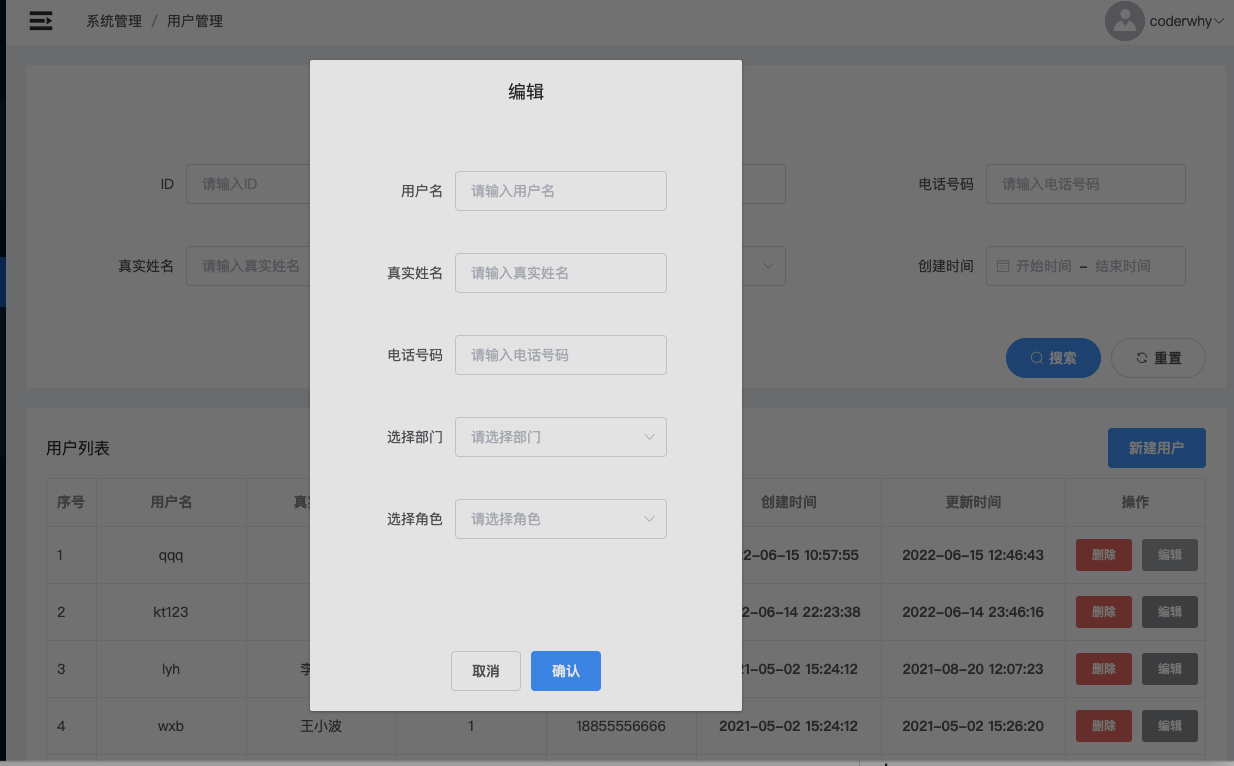 系统管理 / 用户管理
coderwhy
编辑
ID 请输入ID
电话号码 请输入电话号码
真实姓名 请输入真实姓名
创建时间 开始时间 - 结束时间
搜索 重置
用户名 请输入用户名
真实姓名 请输入真实姓名
电话号码 请输入电话号码
选择部门 请选择部门
选择角色 请选择角色
取消 确认
用户列表 新建用户
序号 用户名 创建时间 更新时间 操作
1 qqq 2-06-15 10:57:55 2022-06-15 12:46:43 删除 编辑
2 kt123 2-06-14 22:23:38 2022-06-14 23:46:16 删除 编辑
3 lyh 李 1-05-02 15:24:12 2021-08-20 12:07:23 删除 编辑
4 wxb 王小波 1 18855556666 2021-05-02 15:24:12 2021-05-02 15:26:20 删除 编辑